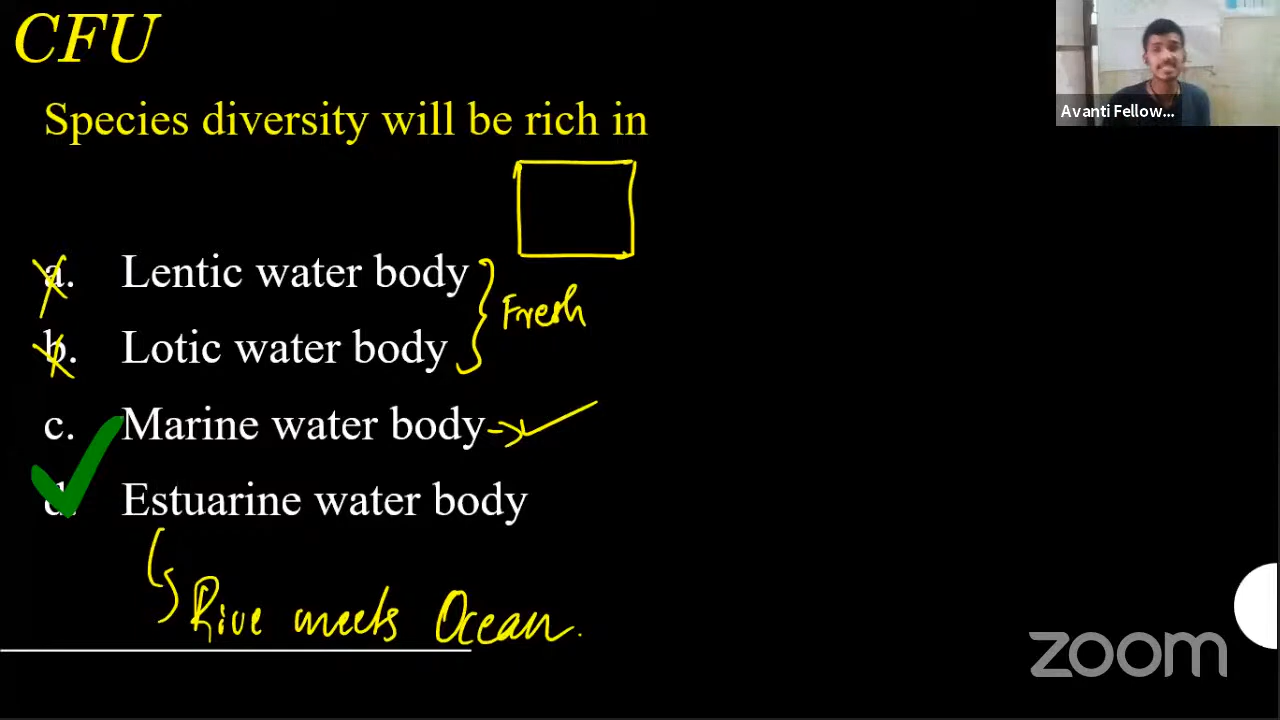 CFU
Avanti Fellow...
Species diversity will be rich in
a. Lentic water body
Fresh
b. Lotic water body
c. Marine water body
d. Estuarine water body
Rive meets Ocean.
zoom